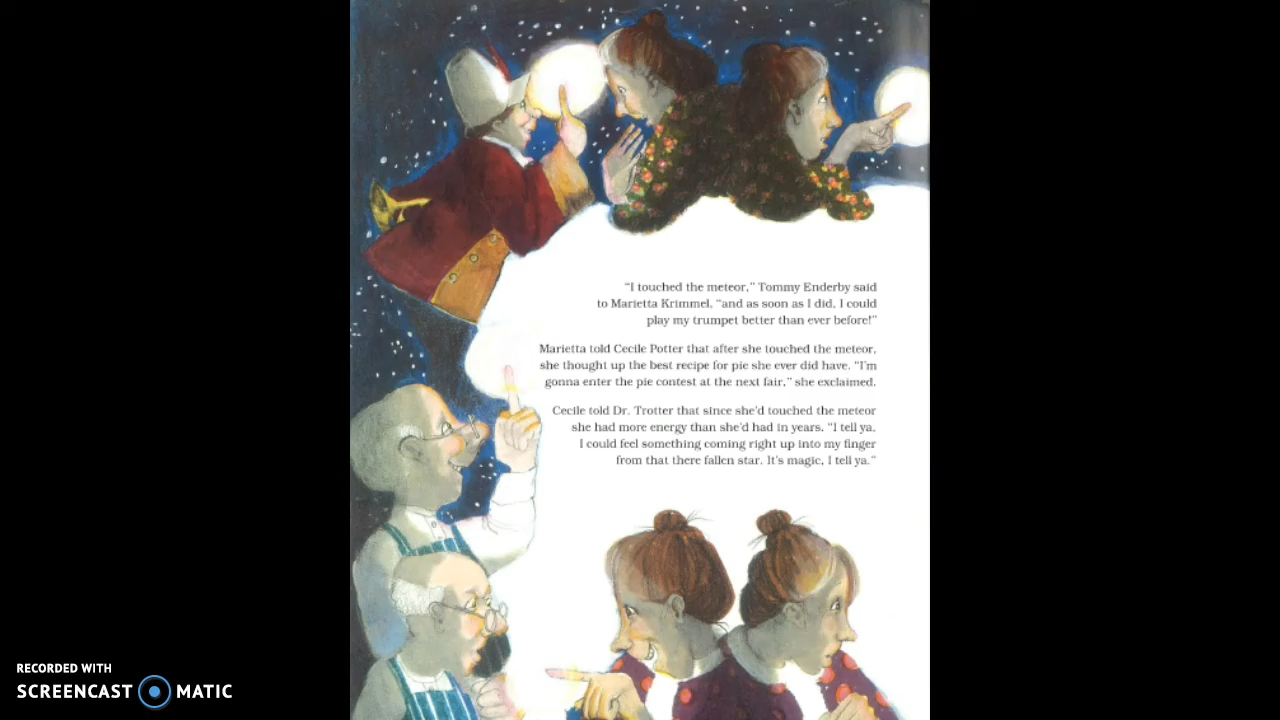 “I touched the meteor,” Tommy Enderby said
to Marietta Krimmel, “and as soon as I did, I could
play my trumpet better than ever before!”
Marietta told Cecile Potter that after she touched the meteor,
she thought up the best recipe for pie she ever did have. “I’m
gonna enter the pie contest at the next fair,” she exclaimed.
Cecile told Dr. Trotter that since she’d touched the meteor
she had more energy than she’d had in years. “I tell ya,
I could feel something coming right up into my finger
from that there fallen star. It’s magic, I tell ya.”
RECORDED WITH
SCREENCAST MATIC